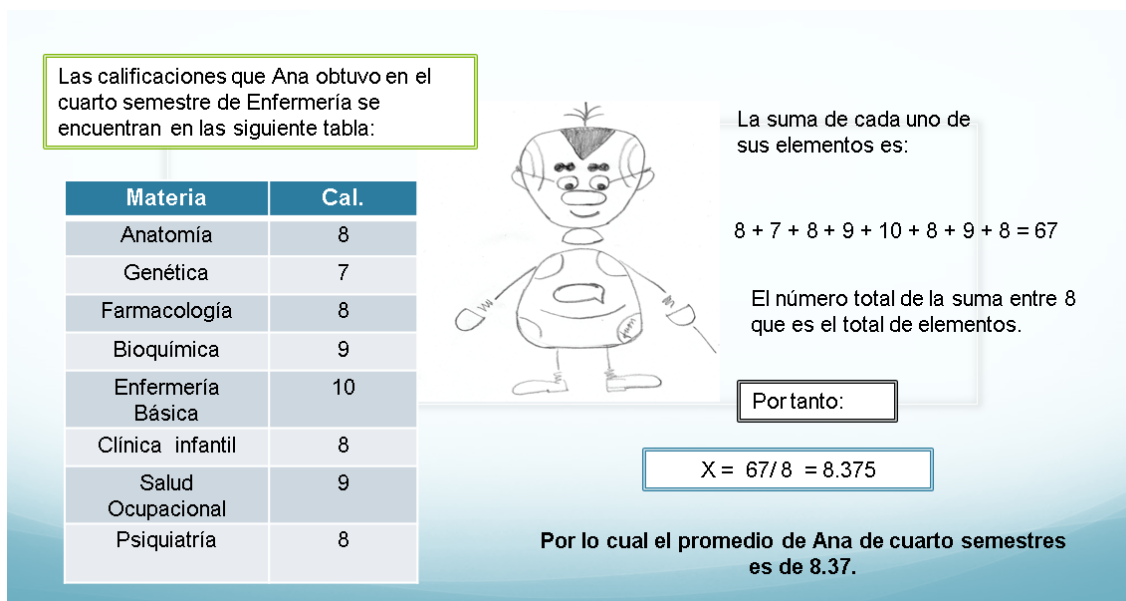 Las calificaciones que Ana obtuvo en el
cuarto semestre de Enfermería se
encuentran en las siguiente tabla:
Materia Cal.
Anatomía 8
Genética 7
Farmacología 8
Bioquímica 9
Enfermería 10
Básica
Clínica infantil 8
Salud 9
Ocupacional
Psiquiatría 8
La suma de cada uno de
sus elementos es:
8 + 7 + 8 + 9 + 10 + 8 + 9 + 8 = 67
El número total de la suma entre 8
que es el total de elementos.
Por tanto:
X = 67/ 8 = 8.375
Por lo cual el promedio de Ana de cuarto semestres
es de 8.37.